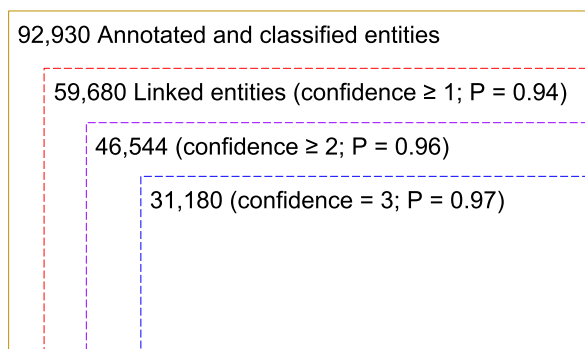 92,930 Annotated and classified entities
59,680 Linked entities (confidence ≥ 1; P = 0.94)
46,544 (confidence ≥ 2; P = 0.96)
31,180 (confidence = 3; P = 0.97)